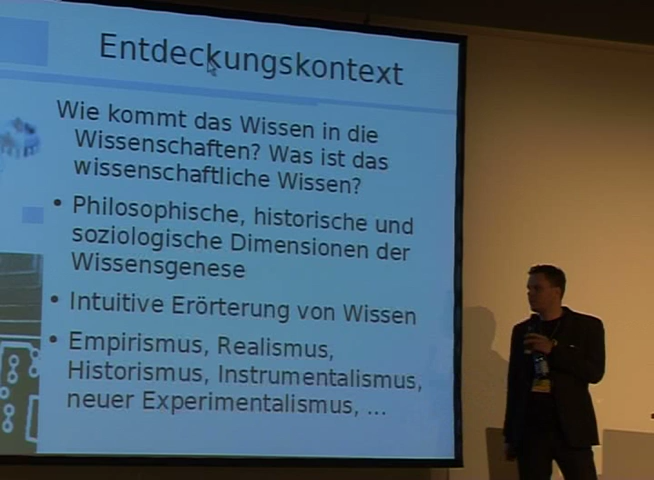 Entdeckungskontext
Wie kommt das Wissen in die
Wissenschaften? Was ist das
wissenschaftliche Wissen?
• Philosophische, historische und
soziologische Dimensionen der
Wissensgenese
• Intuitive Erörterung von Wissen
• Empirismus, Realismus,
Historismus, Instrumentalismus,
neuer Experimentalismus, ...